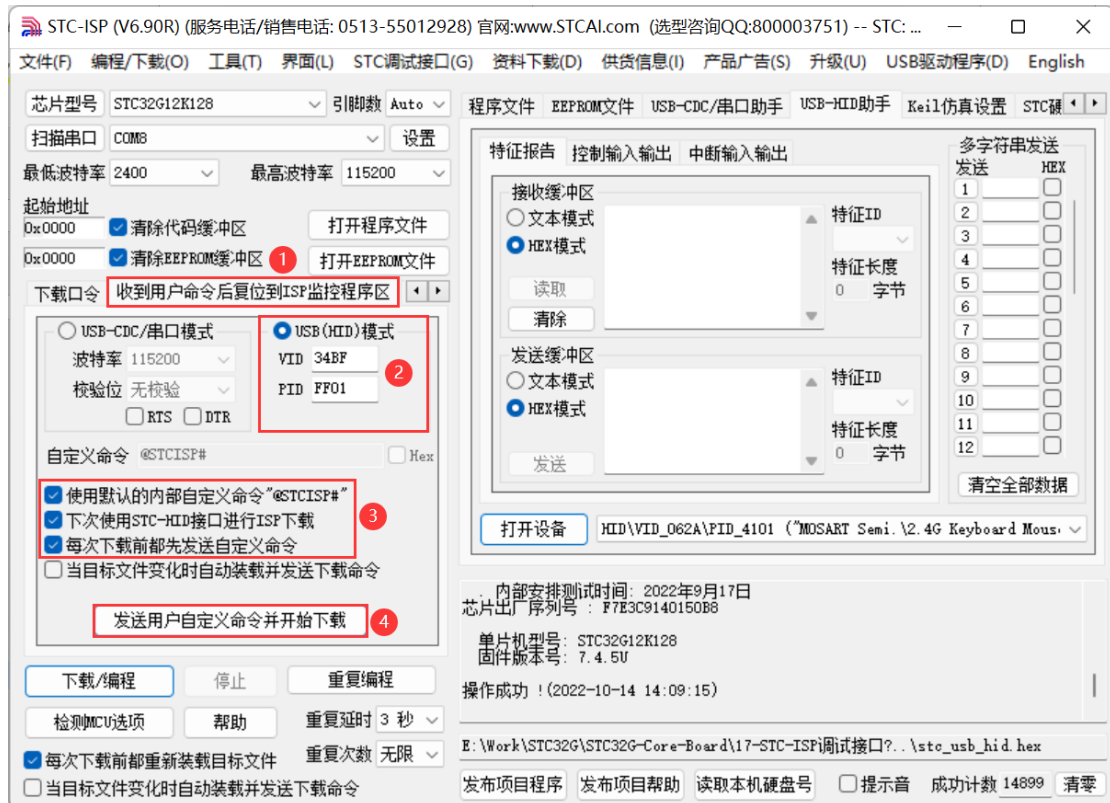 STC-ISP (V6.90R) (服务电话/销售电话: 0513-55012928) 官网:www.STCAI.com  (选型咨询QQ:800003751) -- STC: ...
文件(F) 编程/下载(O) 工具(T) 界面(L) STC调试接口(G) 资料下载(D) 供货信息(I) 产品广告(S) 升级(U) USB驱动程序(D) English
芯片型号 STC32G12K128 引脚数 Auto
扫描串口 COM8 设置
最低波特率 2400 最高波特率 115200
起始地址
0x0000 清除代码缓冲区 打开程序文件
0x0000 清除EEPROM缓冲区 1 打开EEPROM文件
下载口令 收到用户命令后复位到ISP监控程序区
USB-CDC/串口模式 USB(HID)模式
波特率 115200 VID 34BF 2
校验位 无校验 PID FF01
RTS DTR
自定义命令 @STCISP# Hex
使用默认的内部自定义命令"@STCISP#"
下次使用STC-HID接口进行ISP下载 3
每次下载前都先发送自定义命令
当目标文件变化时自动装载并发送下载命令
发送用户自定义命令并开始下载 4
下载/编程 停止 重复编程
检测MCU选项 帮助 重复延时 3 秒
每次下载前都重新装载目标文件 重复次数 无限
当目标文件变化时自动装载并发送下载命令
程序文件 EEPROM文件 USB-CDC/串口助手 USB-HID助手 Keil仿真设置 STC硬
特征报告 控制输入输出 中断输入输出
接收缓冲区
文本模式 特征ID
HEX模式
特征长度
读取 0 字节
清除
发送缓冲区
文本模式 特征ID
HEX模式
特征长度
发送 0 字节
多字符串发送
发送 HEX
1
2
3
4
5
6
7
8
9
10
11
12
清空全部数据
打开设备 HID\VID_062A\PID_4101 ("MOSART Semi.\2.4G Keyboard Mous
. 内部安排测试时间: 2022年9月17日
芯片出厂序列号 : F7E3C9140150B8
单片机型号: STC32G12K128
固件版本号: 7.4.5U
操作成功 !(2022-10-14 14:09:15)
E:\Work\STC32G\STC32G-Core-Board\17-STC-ISP调试接口?..\stc_usb_hid.hex
发布项目程序 发布项目帮助 读取本机硬盘号 提示音 成功计数 14899 清零